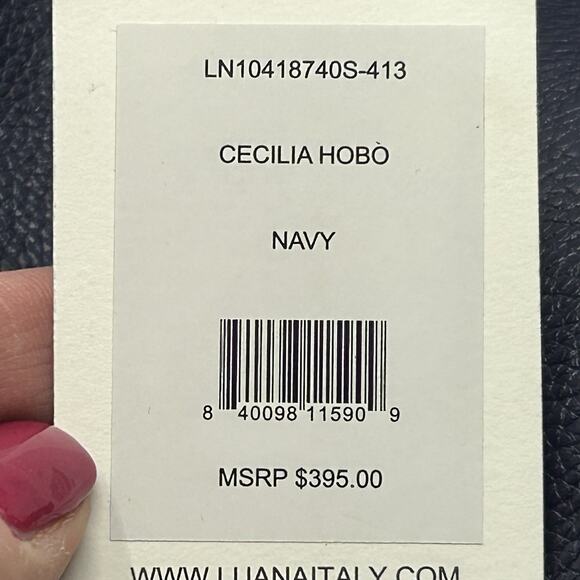 LN10418740S-413
CECILIA HOBÒ
NAVY
8 40098 11590 9
MSRP $395.00
WWW.LUANAITALY.COM